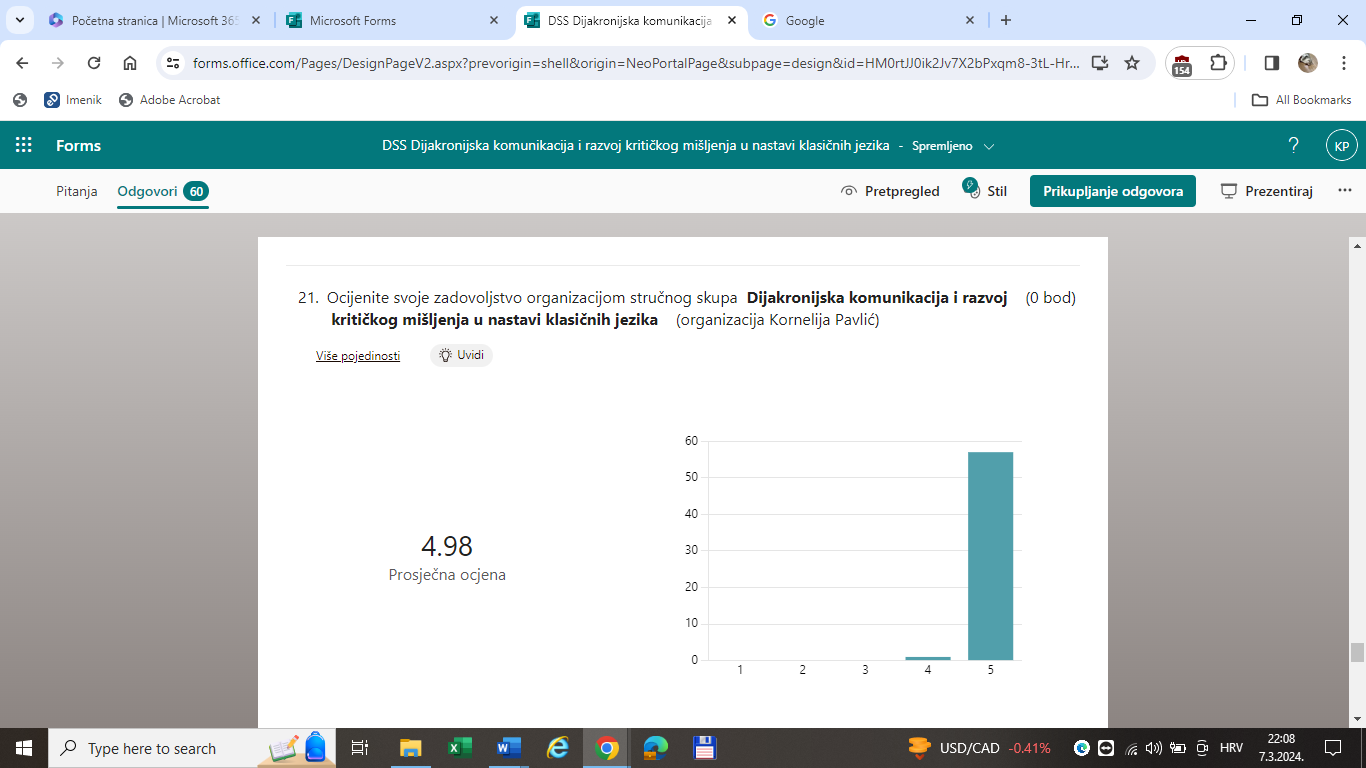 Početna stranica | Microsoft 365
Microsoft Forms
DSS Dijakronijska komunikacija
Google
forms.office.com/Pages/DesignPageV2.aspx?prevorigin=shell&origin=NeoPortalPage&subpage=design&id=HM0rtJJ0ik2Jv7X2bPxqm8-3tL-Hr...
154
Imenik
Adobe Acrobat
All Bookmarks
Forms
DSS Dijakronijska komunikacija i razvoj kritičkog mišljenja u nastavi klasičnih jezika - Spremljeno
?
KP
Pitanja
Odgovori 60
Pretpregled
Stil
Prikupljanje odgovora
Prezentiraj
21. Ocijenite svoje zadovoljstvo organizacijom stručnog skupa Dijakronijska komunikacija i razvoj (0 bod)
kritičkog mišljenja u nastavi klasičnih jezika (organizacija Kornelija Pavlić)
Više pojedinosti
Uvidi
4.98
Prosječna ocjena
60
50
40
30
20
10
0
1 2 3 4 5
Type here to search
USD/CAD -0.41%
HRV
22:08
7.3.2024.